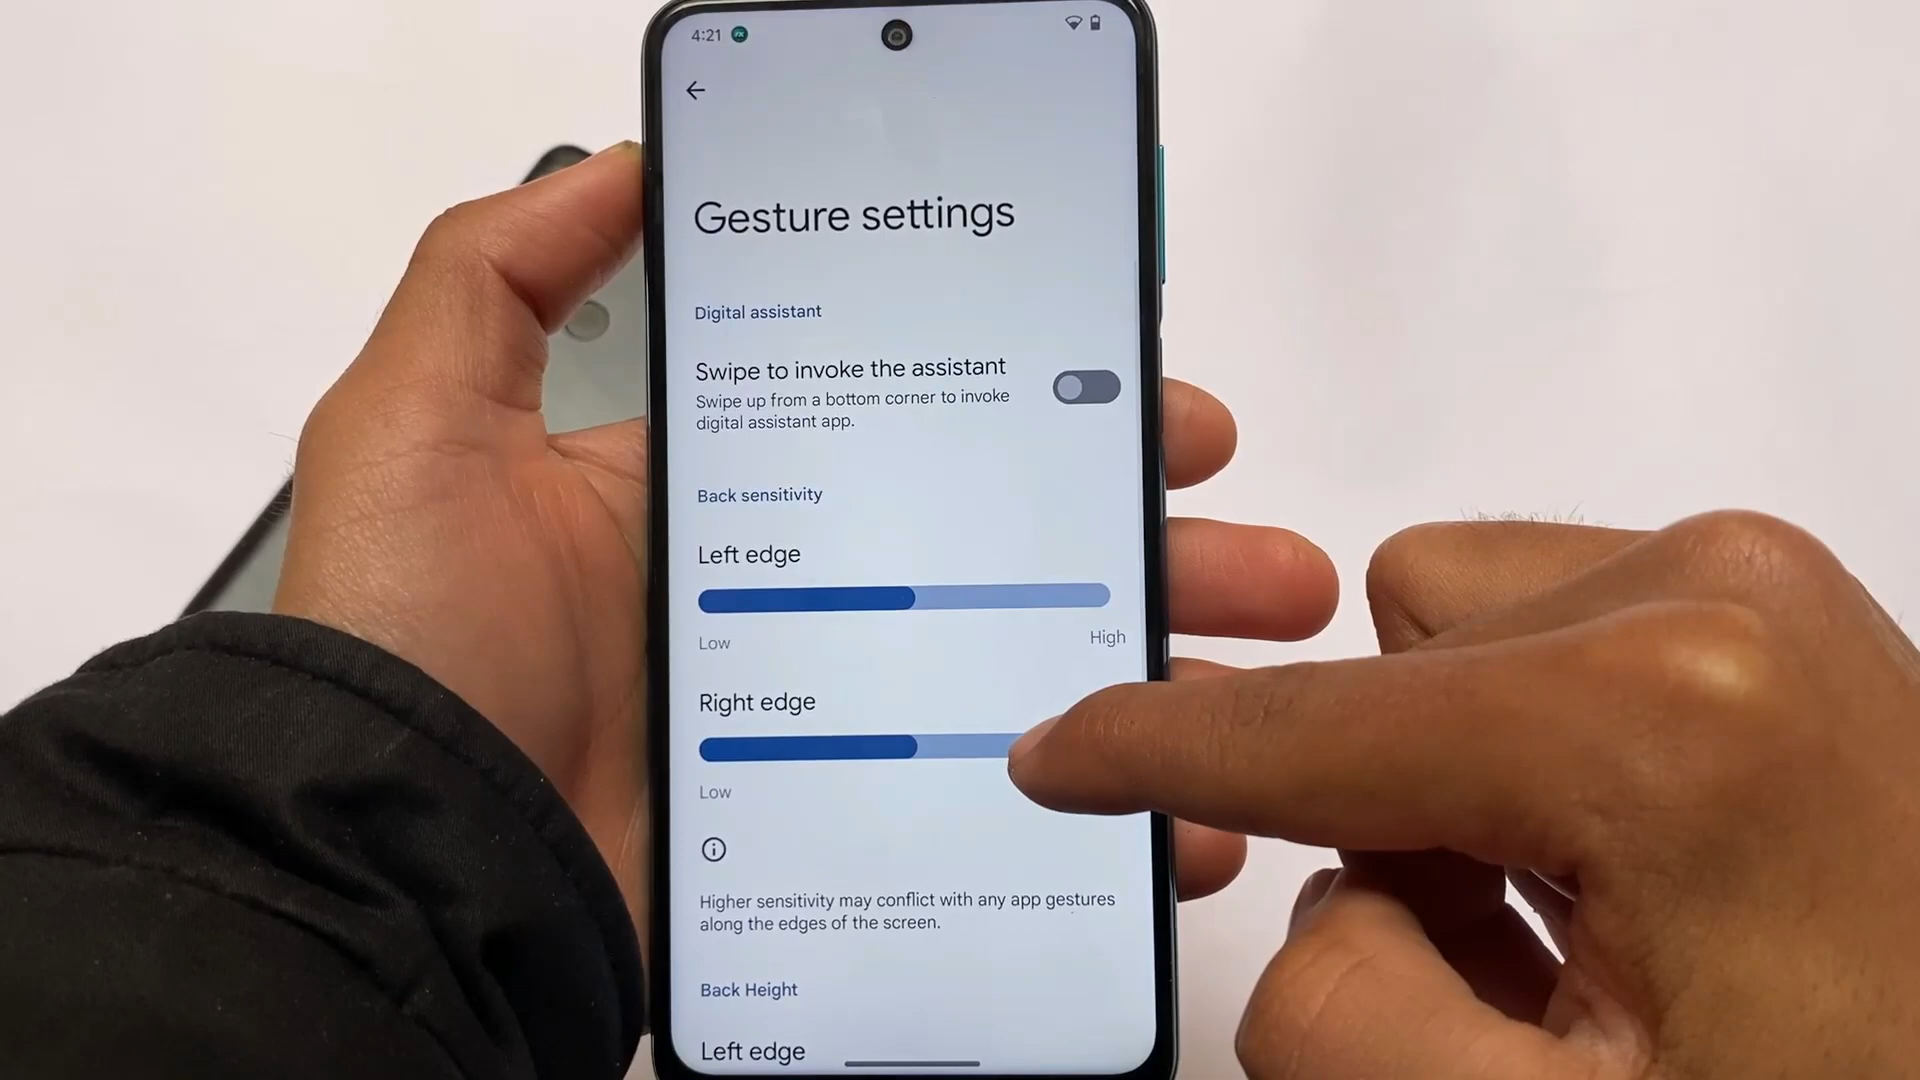 4:21
Gesture settings
Digital assistant
Swipe to invoke the assistant
Swipe up from a bottom corner to invoke
digital assistant app.
Back sensitivity
Left edge
Low High
Right edge
Low
Higher sensitivity may conflict with any app gestures
along the edges of the screen.
Back Height
Left edge